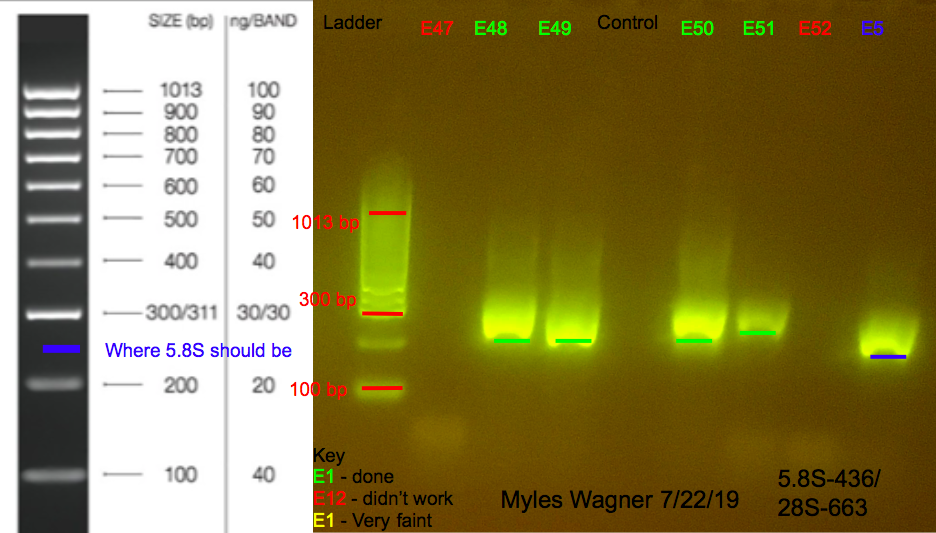 SIZE (bp) ng/BAND
1013 100
900 90
800 80
700 70
600 60
500 50
400 40
300/311 30/30
Where 5.8S should be
200 20
100 40
Ladder E47 E48 E49 Control E50 E51 E52 E5
1013 bp
300 bp
100 bp
Key
E1 - done
E12 - didn't work
E1 - Very faint
Myles Wagner 7/22/19
5.8S-436/
28S-663